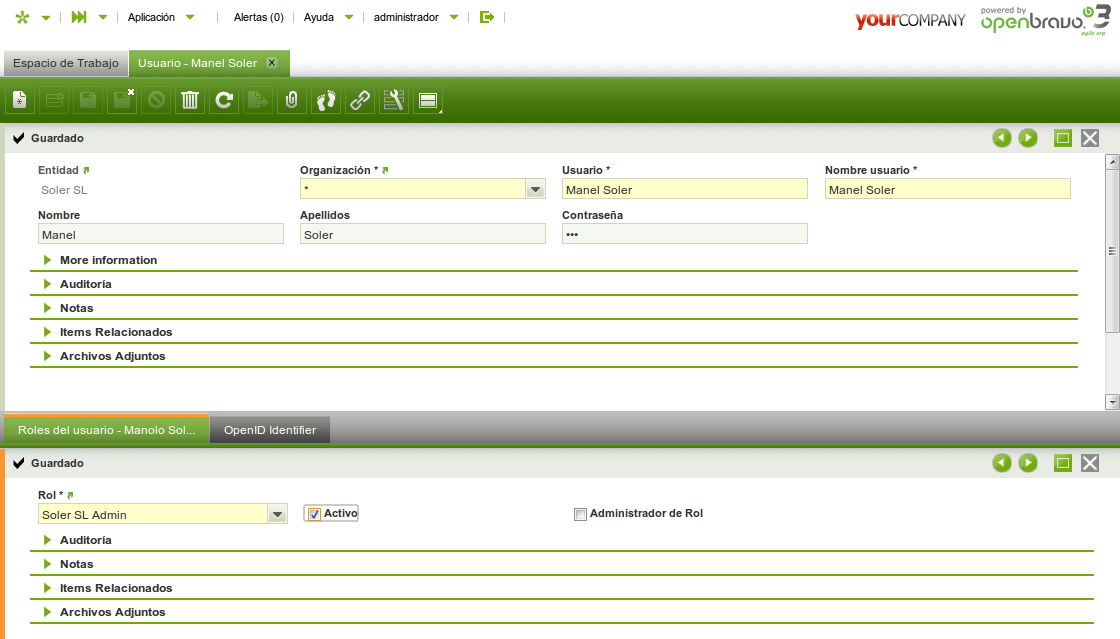 Aplicación Alertas (0) Ayuda administrador
yourCOMPANY powered by openbravo 3 agile erp
Espacio de Trabajo Usuario - Manel Soler x
Guardado
Entidad Organización * Usuario * Nombre usuario *
Soler SL * Manel Soler Manel Soler
Nombre Apellidos Contraseña
Manel Soler •••
More information
Auditoría
Notas
Items Relacionados
Archivos Adjuntos
Roles del usuario - Manolo Sol... OpenID Identifier
Guardado
Rol *
Soler SL Admin Activo Administrador de Rol
Auditoría
Notas
Items Relacionados
Archivos Adjuntos